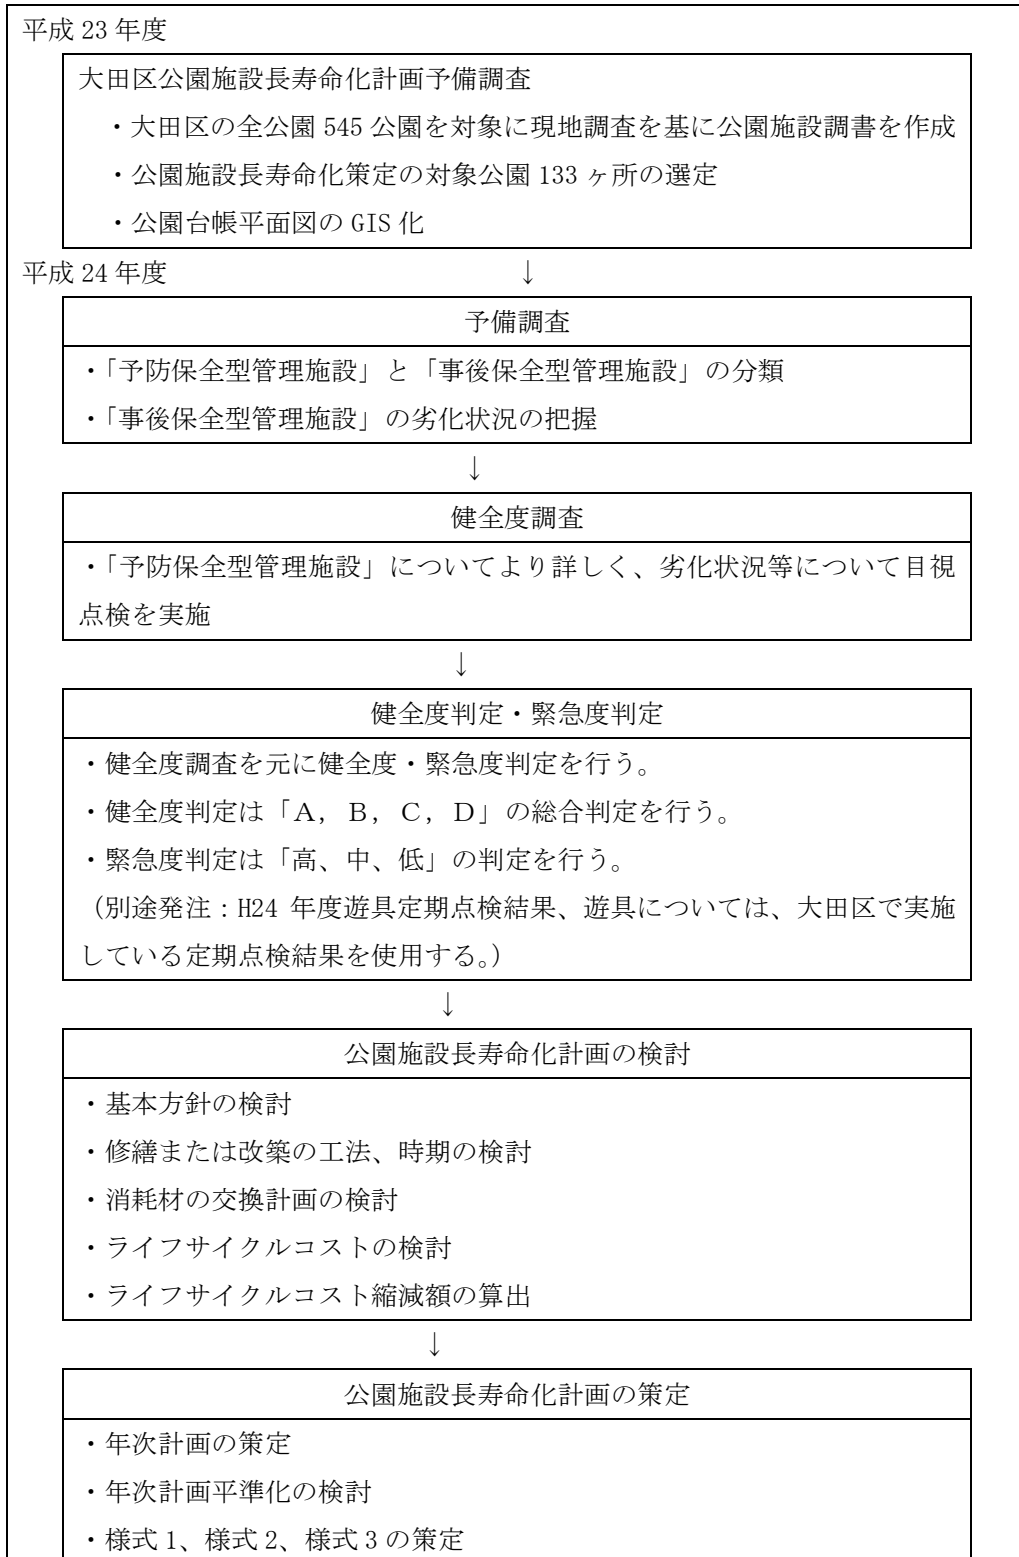 平成 23 年度
大田区公園施設長寿命化計画予備調査
・大田区の全公園 545 公園を対象に現地調査を基に公園施設調書を作成
・公園施設長寿命化策定の対象公園 133 ヶ所の選定
・公園台帳平面図の GIS 化
平成 24 年度 ↓
予備調査
・「予防保全型管理施設」と「事後保全型管理施設」の分類
・「事後保全型管理施設」の劣化状況の把握
↓
健全度調査
・「予防保全型管理施設」についてより詳しく、劣化状況等について目視
点検を実施
↓
健全度判定・緊急度判定
・健全度調査を元に健全度・緊急度判定を行う。
・健全度判定は「A，B，C，D」の総合判定を行う。
・緊急度判定は「高、中、低」の判定を行う。
（別途発注：H24 年度遊具定期点検結果、遊具については、大田区で実施
している定期点検結果を使用する。）
↓
公園施設長寿命化計画の検討
・基本方針の検討
・修繕または改築の工法、時期の検討
・消耗材の交換計画の検討
・ライフサイクルコストの検討
・ライフサイクルコスト縮減額の算出
↓
公園施設長寿命化計画の策定
・年次計画の策定
・年次計画平準化の検討
・様式 1、様式 2、様式 3 の策定